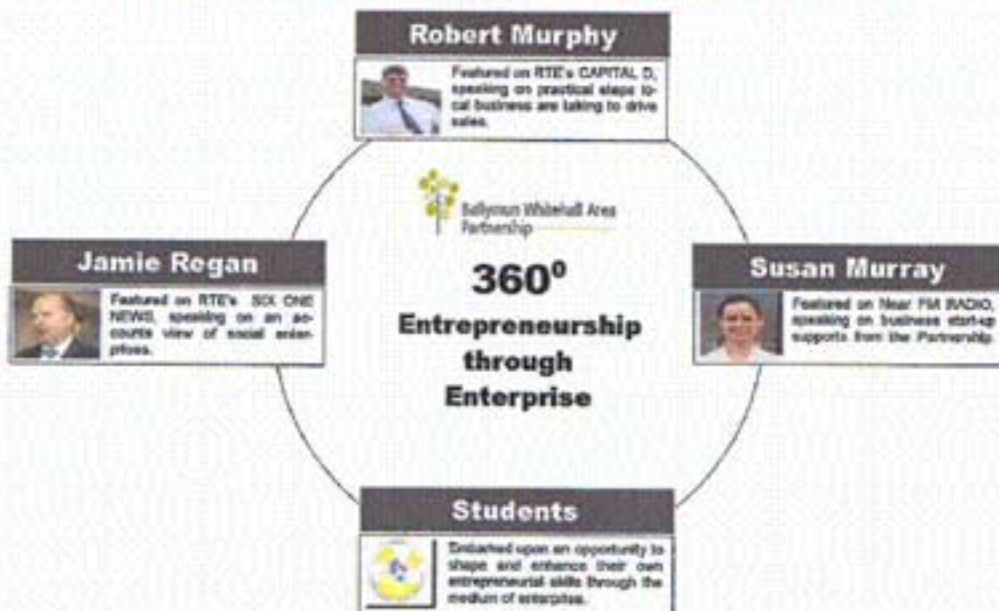 Robert Murphy
Featured on RTE's CAPITAL D,
speaking on practical steps lo-
cal business are taking to drive
sales.
Ballymun Whitehall Area
Partnership
Jamie Regan
Featured on RTE's SIX ONE
NEWS, speaking on an ac-
counts view of social enter-
prises.
360⁰
Entrepreneurship
through
Enterprise
Susan Murray
Featured on Near FM RADIO,
speaking on business start-up
supports from the Partnership.
Students
Embarked upon an opportunity to
shape and enhance their own
entrepreneurial skills through the
medium of enterprise.